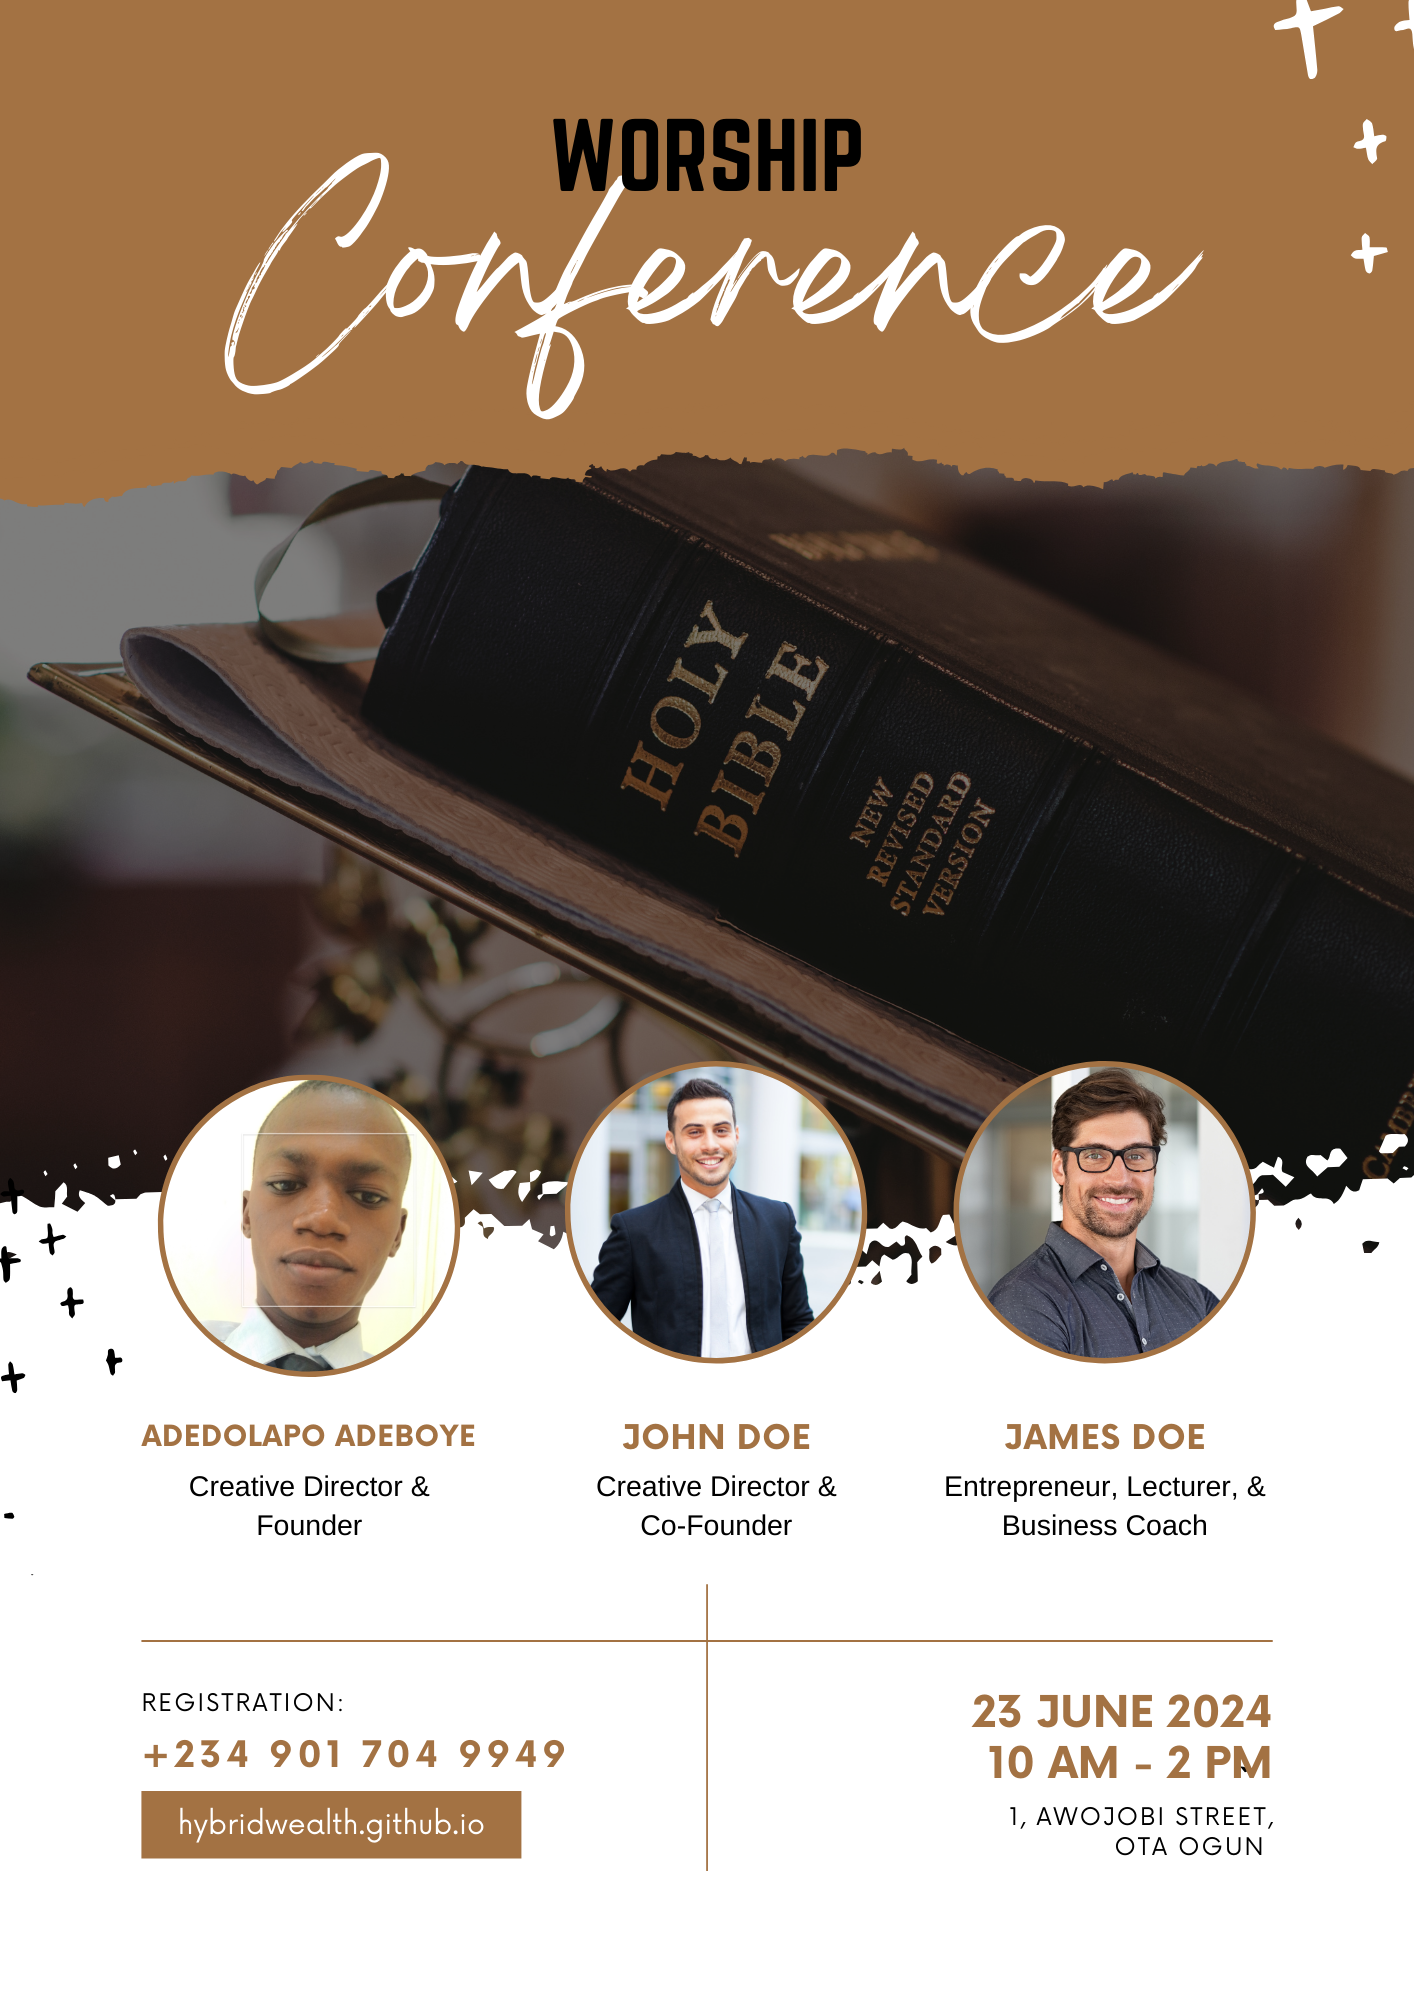 WORSHIP
Conference
HOLY
BIBLE
NEW
REVISED
STANDARD
VERSION
ADEDOLAPO ADEBOYE
Creative Director &
Founder
JOHN DOE
Creative Director &
Co-Founder
JAMES DOE
Entrepreneur, Lecturer, &
Business Coach
REGISTRATION:
+234 901 704 9949
hybridwealth.github.io
23 JUNE 2024
10 AM - 2 PM
1, AWOJOBI STREET,
OTA OGUN